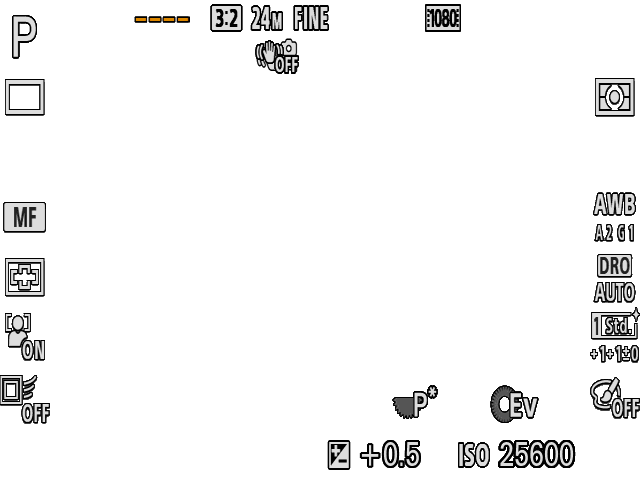 P ---- 3:2 24M FINE 1080
OFF
MF
AWB
A2 G1
DRO
AUTO
1 Std.
+1+1±0
ON
OFF
P* EV
OFF
+0.5 ISO 25600